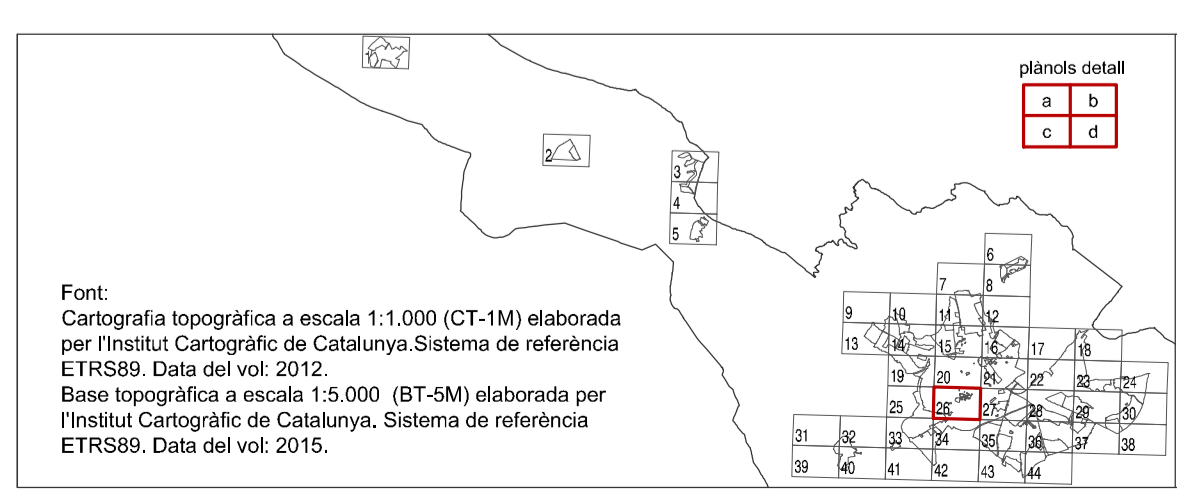 plànols detall
a b
c d
1
2
3
4
5
6
7 8
9 10 11 12
13 14 15 16 17 18
19 20 21 22 23 24
25 26 27 28 29 30
31 32 33 34 35 36 37 38
39 40 41 42 43 44
Font:
Cartografia topogràfica a escala 1:1.000 (CT-1M) elaborada
per l'Institut Cartogràfic de Catalunya.Sistema de referència
ETRS89. Data del vol: 2012.
Base topogràfica a escala 1:5.000 (BT-5M) elaborada per
l'Institut Cartogràfic de Catalunya. Sistema de referència
ETRS89. Data del vol: 2015.